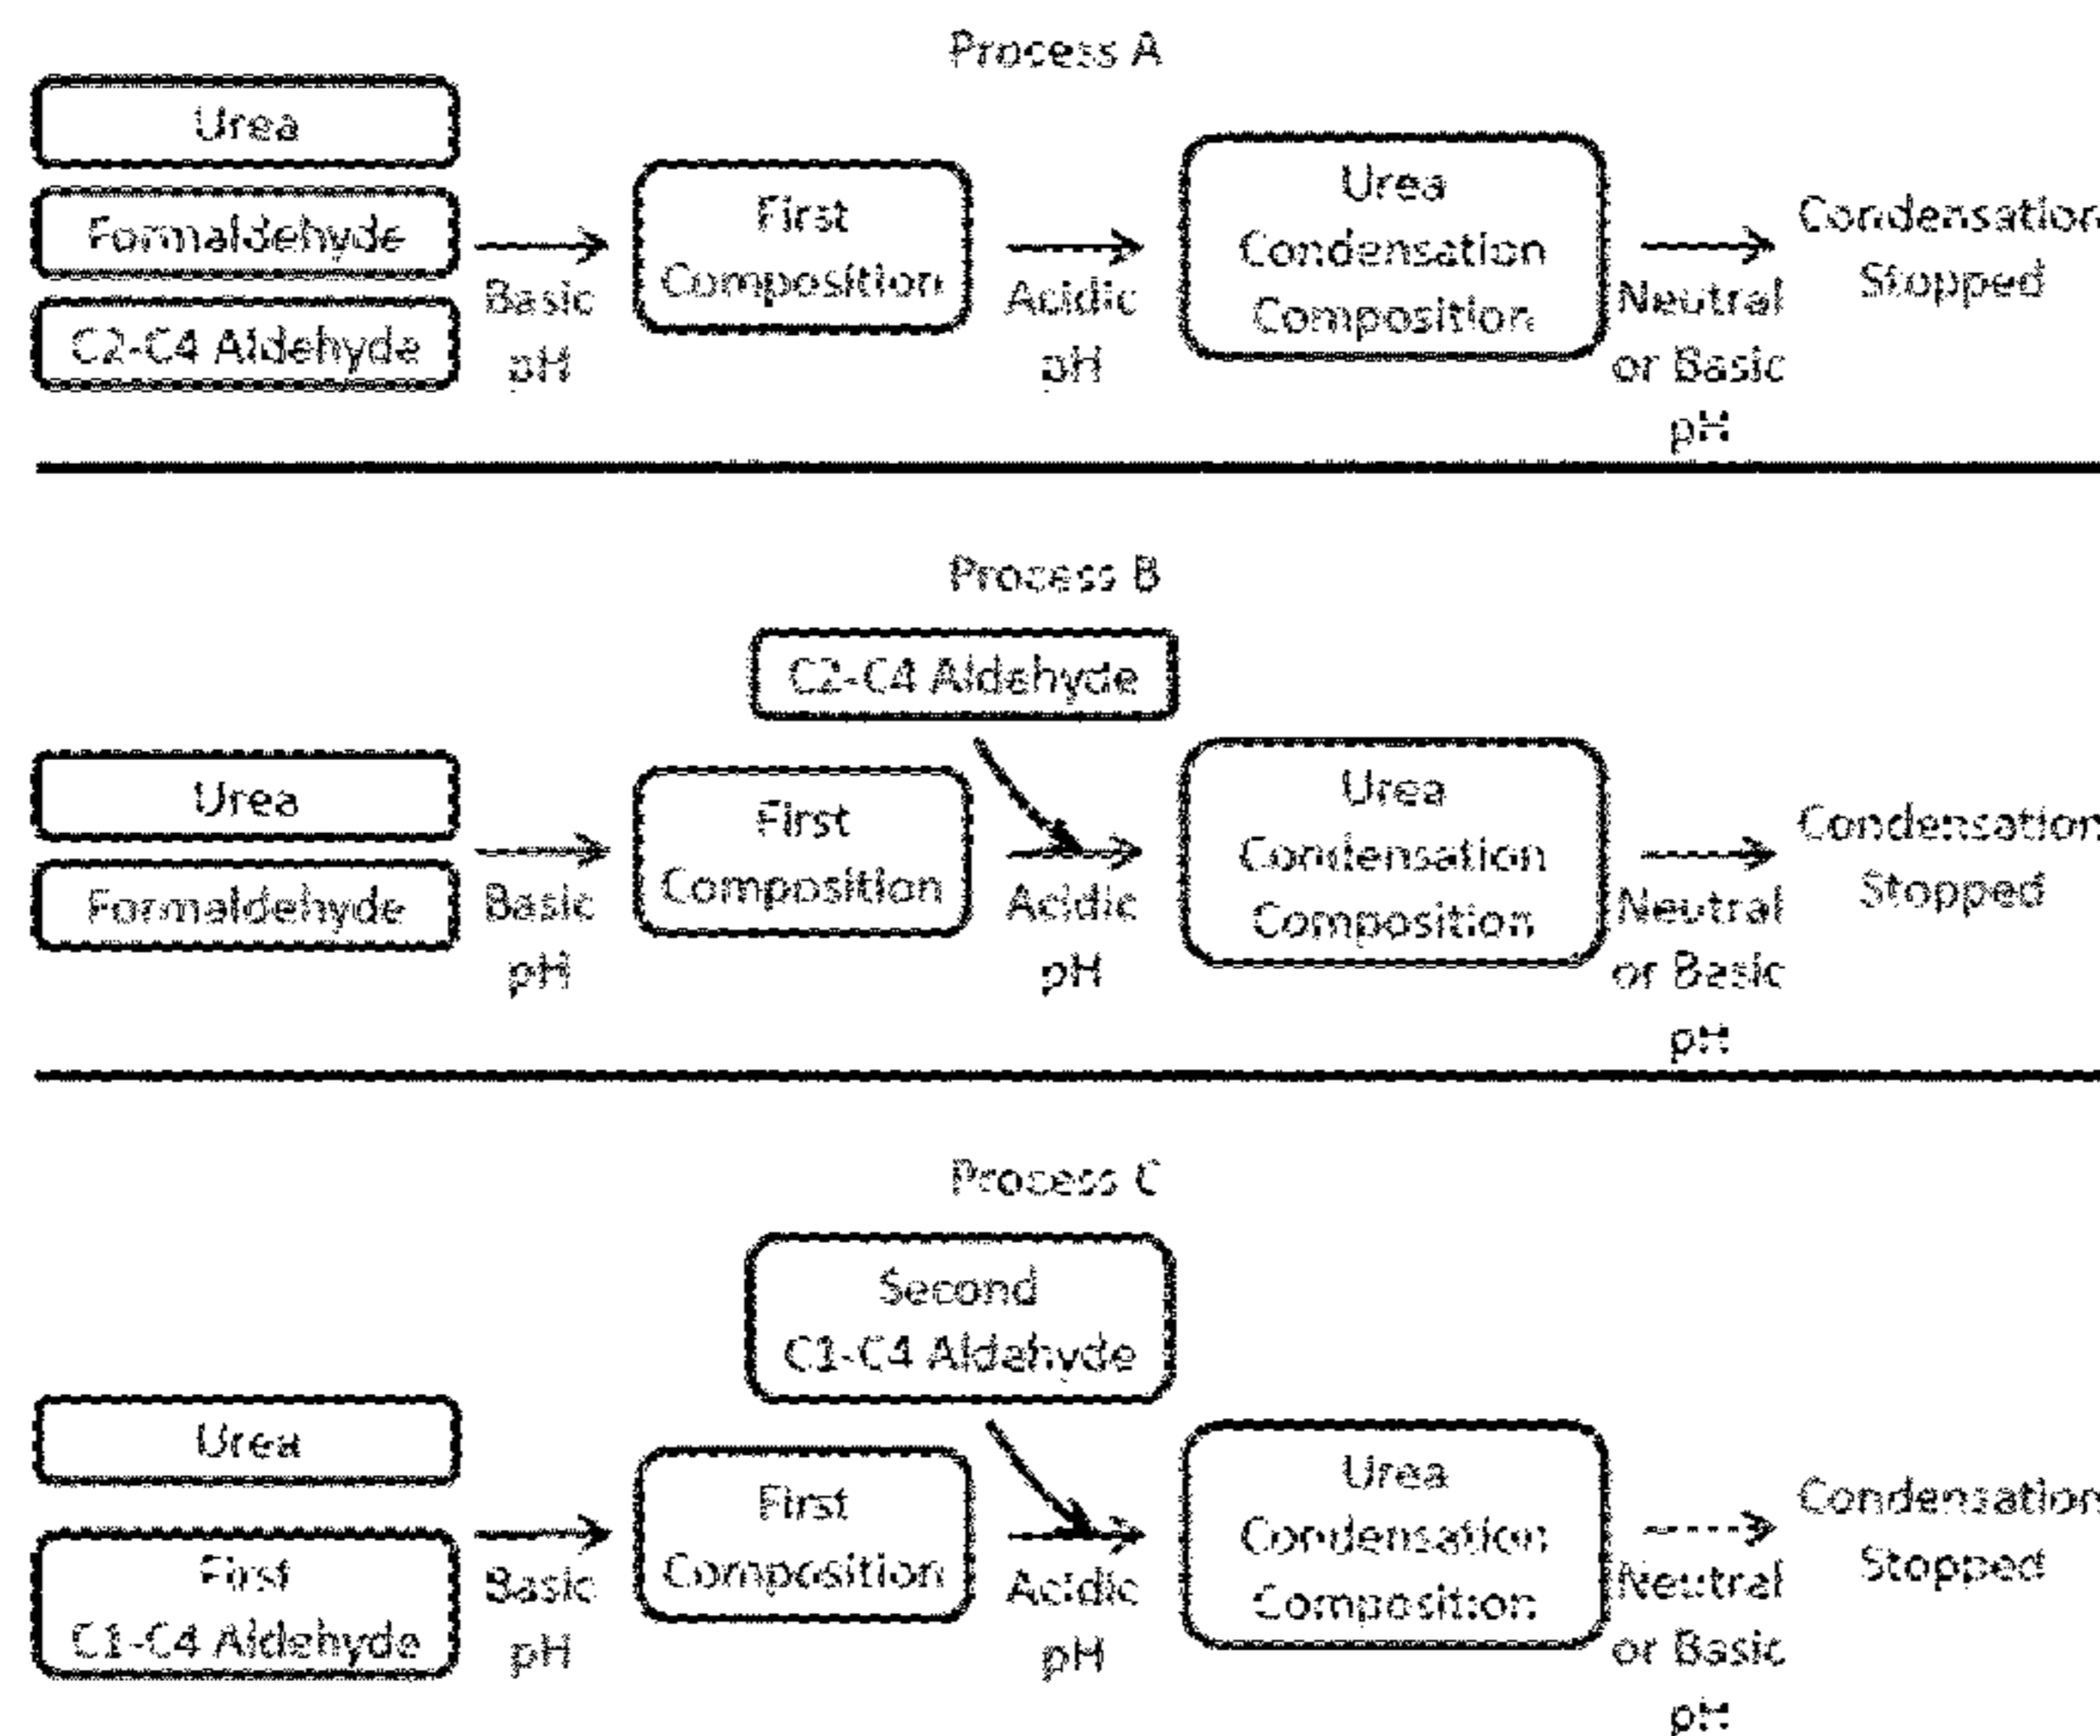 Process A
Urea
Formaldehyde
C2-C4 Aldehyde
Basic
pH
First
Composition
Acidic
pH
Urea
Condensation
Composition
Neutral
or Basic
pH
Condensation
Stopped
Process B
C2-C4 Aldehyde
Urea
Formaldehyde
Basic
pH
First
Composition
Acidic
pH
Urea
Condensation
Composition
Neutral
or Basic
pH
Condensation
Stopped
Process C
Second
C1-C4 Aldehyde
Urea
First
C1-C4 Aldehyde
Basic
pH
First
Composition
Acidic
pH
Urea
Condensation
Composition
Neutral
or Basic
pH
Condensation
Stopped